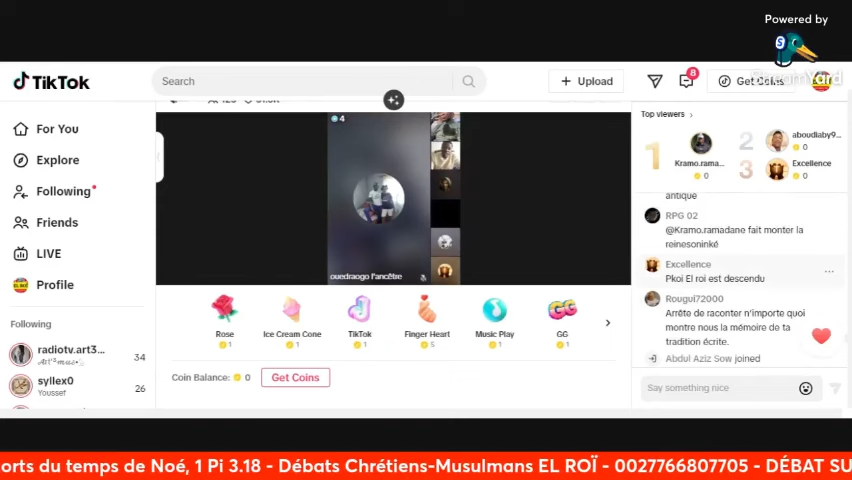 Powered by
StreamYard
TikTok
Search
+ Upload
8
Get Coins
For You
Explore
Following
Friends
LIVE
Profile
Following
radiotv.art3...
34
syllex0
Youssef
26
4
ouedraogo l'ancêtre
Rose
1
Ice Cream Cone
1
TikTok
1
Finger Heart
5
Music Play
1
GG
GG
1
Coin Balance: 0
Get Coins
Top viewers
1
Kramo.rama...
0
2
aboudiaby9...
0
3
Excellence
0
antique
RPG 02
@Kramo.ramadane fait monter la
reinesoninké
Excellence
Pkoi El roi est descendu
Rougui72000
Arrête de raconter n'importe quoi
montre nous la mémoire de ta
tradition écrite.
Abdul Aziz Sow joined
Say something nice
orts du temps de Noé, 1 Pi 3.18 - Débats Chrétiens-Musulmans EL ROÏ - 0027766807705 - DÉBAT SU